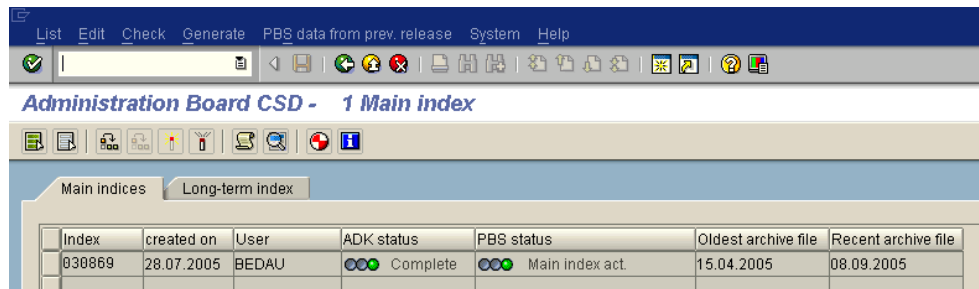 List Edit Check Generate PBS data from prev. release System Help
Administration Board CSD - 1 Main index
Main indices Long-term index
Index created on User ADK status PBS status Oldest archive file Recent archive file
030869 28.07.2005 BEDAU Complete Main index act. 15.04.2005 08.09.2005